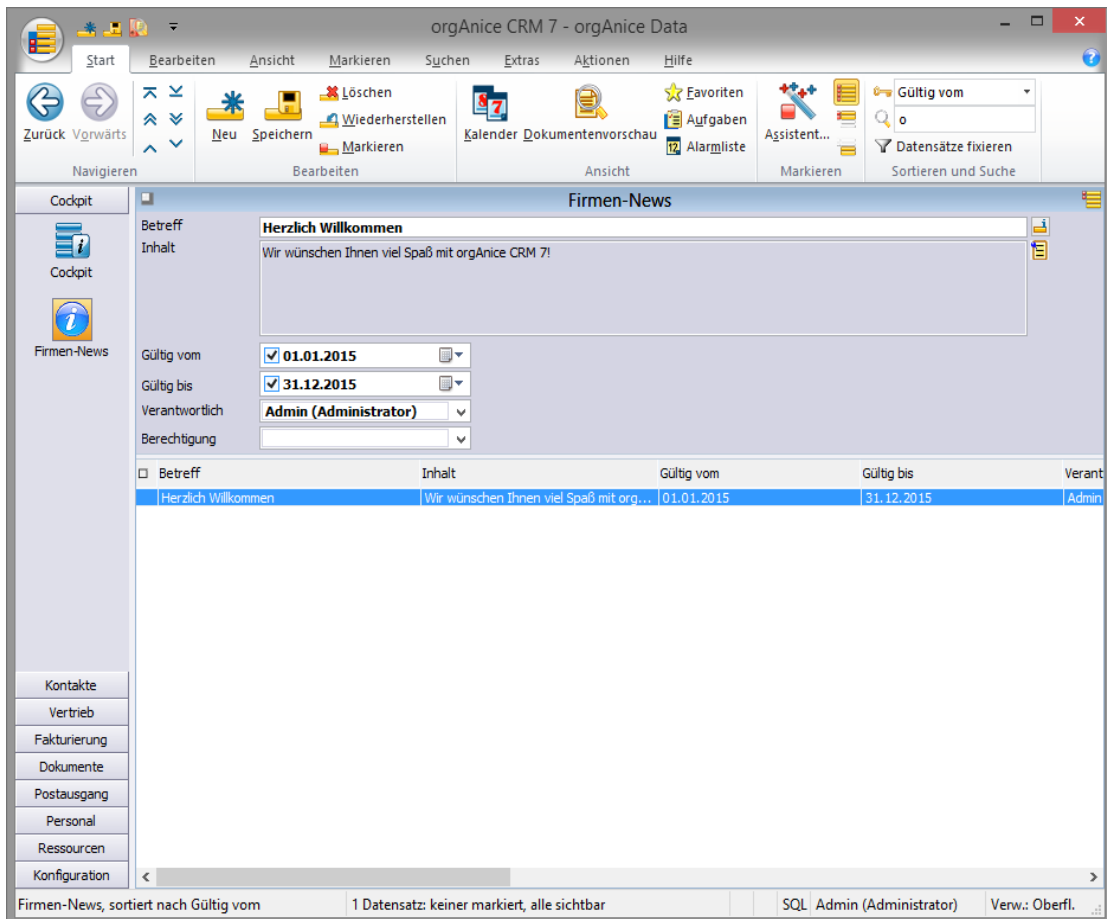 orgAnice CRM 7 - orgAnice Data
Start Bearbeiten Ansicht Markieren Suchen Extras Aktionen Hilfe
Zurück Vorwärts
Navigieren
Neu Speichern
Löschen
Wiederherstellen
Markieren
Bearbeiten
Kalender Dokumentenvorschau
Favoriten
Aufgaben
Alarmliste
Ansicht
Assistent...
Markieren
Gültig vom
o
Datensätze fixieren
Sortieren und Suche
Cockpit
Cockpit
Firmen-News
Kontakte
Vertrieb
Fakturierung
Dokumente
Postausgang
Personal
Ressourcen
Konfiguration
Firmen-News
Betreff Herzlich Willkommen
Inhalt Wir wünschen Ihnen viel Spaß mit orgAnice CRM 7!
Gültig vom 01.01.2015
Gültig bis 31.12.2015
Verantwortlich Admin (Administrator)
Berechtigung
Betreff Inhalt Gültig vom Gültig bis Verant
Herzlich Willkommen Wir wünschen Ihnen viel Spaß mit org... 01.01.2015 31.12.2015 Admin
Firmen-News, sortiert nach Gültig vom 1 Datensatz: keiner markiert, alle sichtbar SQL Admin (Administrator) Verw.: Oberfl.